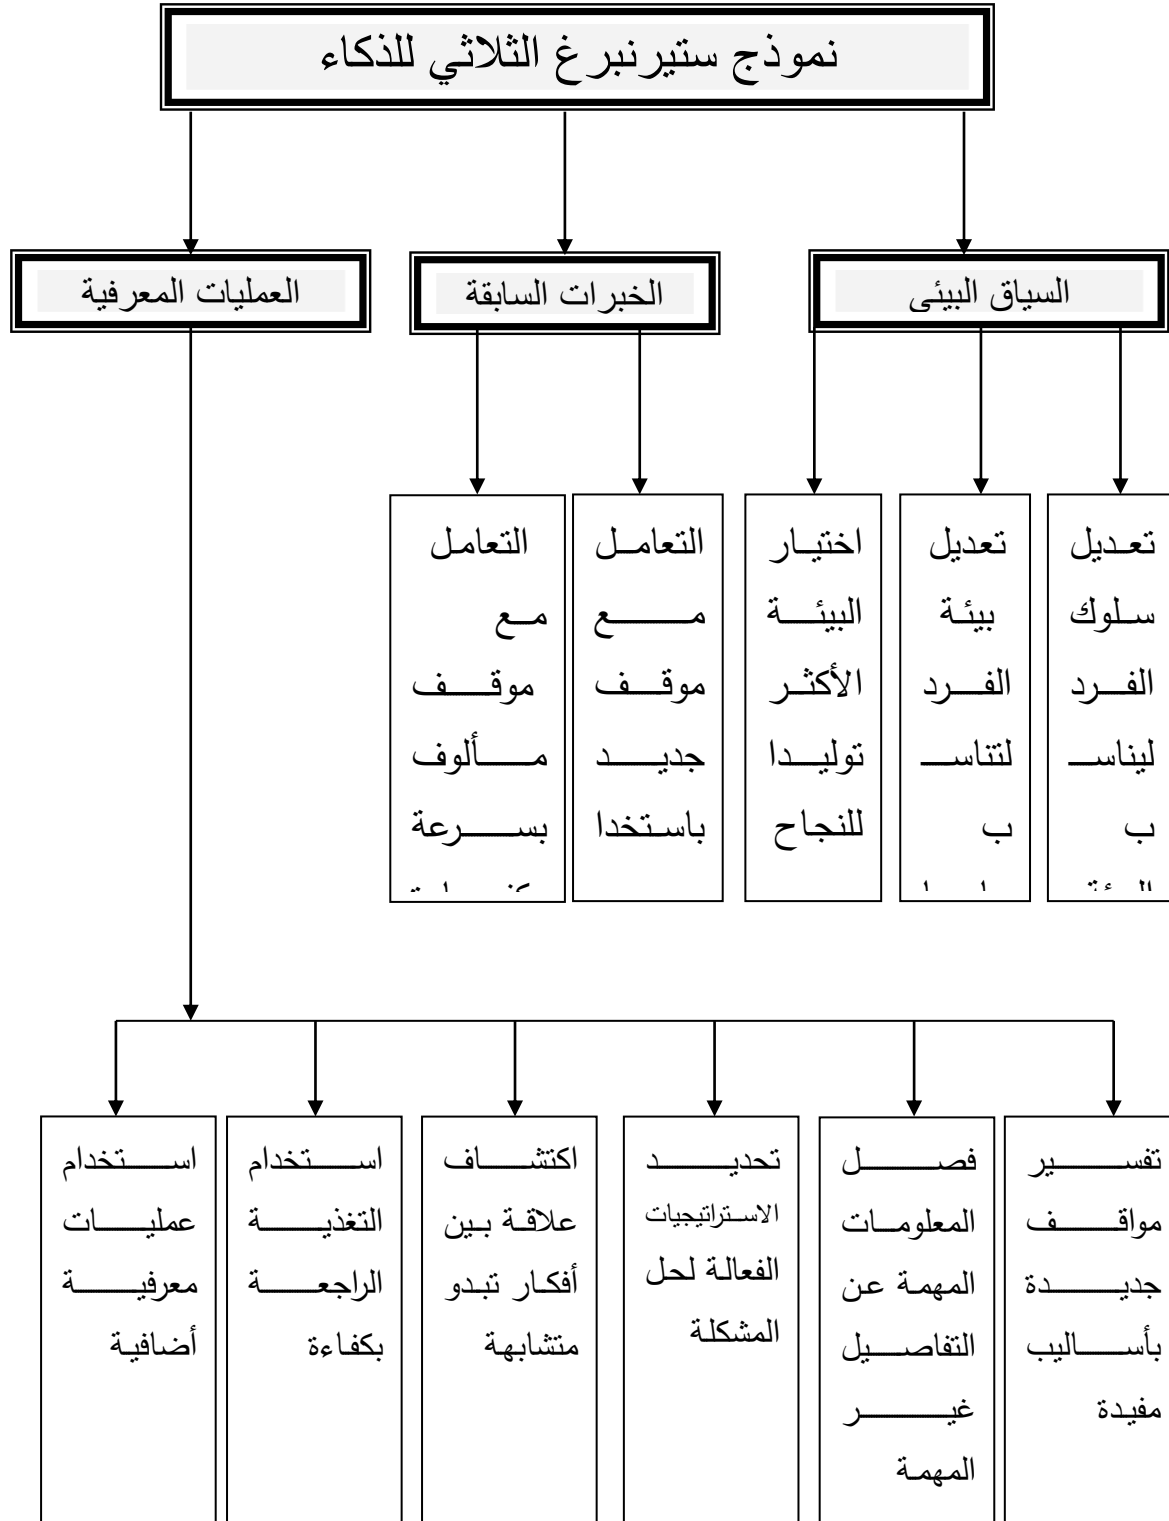 نموذج ستيرنبرغ الثلاثي للذكاء
السياق البيئي
الخبرات السابقة
العمليات المعرفية
تعديل
سلوك
الفرد
ليناسـ
ب
تعديل
بيئة
الفرد
لتتناسـ
ب
اختيار
البيئة
الأكثر
توليدا
للنجاح
التعامل
مع
موقف
جديد
باستخدا
التعامل
مع
موقف
مألوف
بسرعة
تفسير
مواقف
جديدة
بأساليب
مفيدة
فصل
المعلومات
المهمة عن
التفاصيل
غير
المهمة
تحديد
الاستراتيجيات
الفعالة لحل
المشكلة
اكتشاف
علاقة بين
أفكار تبدو
متشابهة
استخدام
التغذية
الراجعة
بكفاءة
استخدام
عمليات
معرفية
أضافية